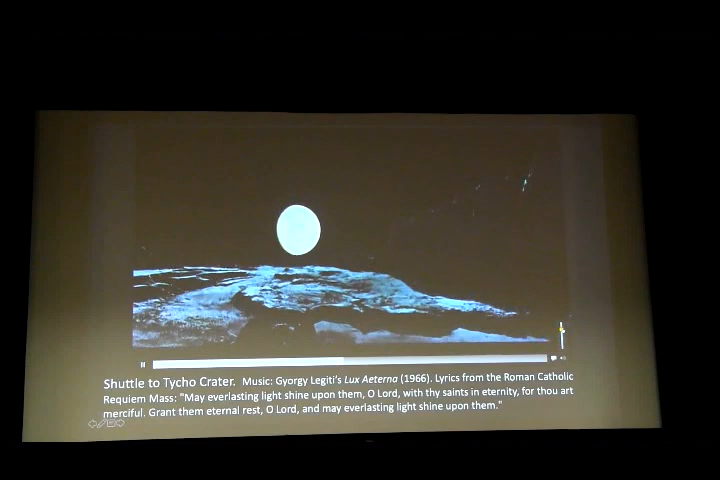 Shuttle to Tycho Crater. Music: Gyorgy Legiti's Lux Aeterna (1966). Lyrics from the Roman Catholic
Requiem Mass: "May everlasting light shine upon them, O Lord, with thy saints in eternity, for thou art
merciful. Grant them eternal rest, O Lord, and may everlasting light shine upon them."